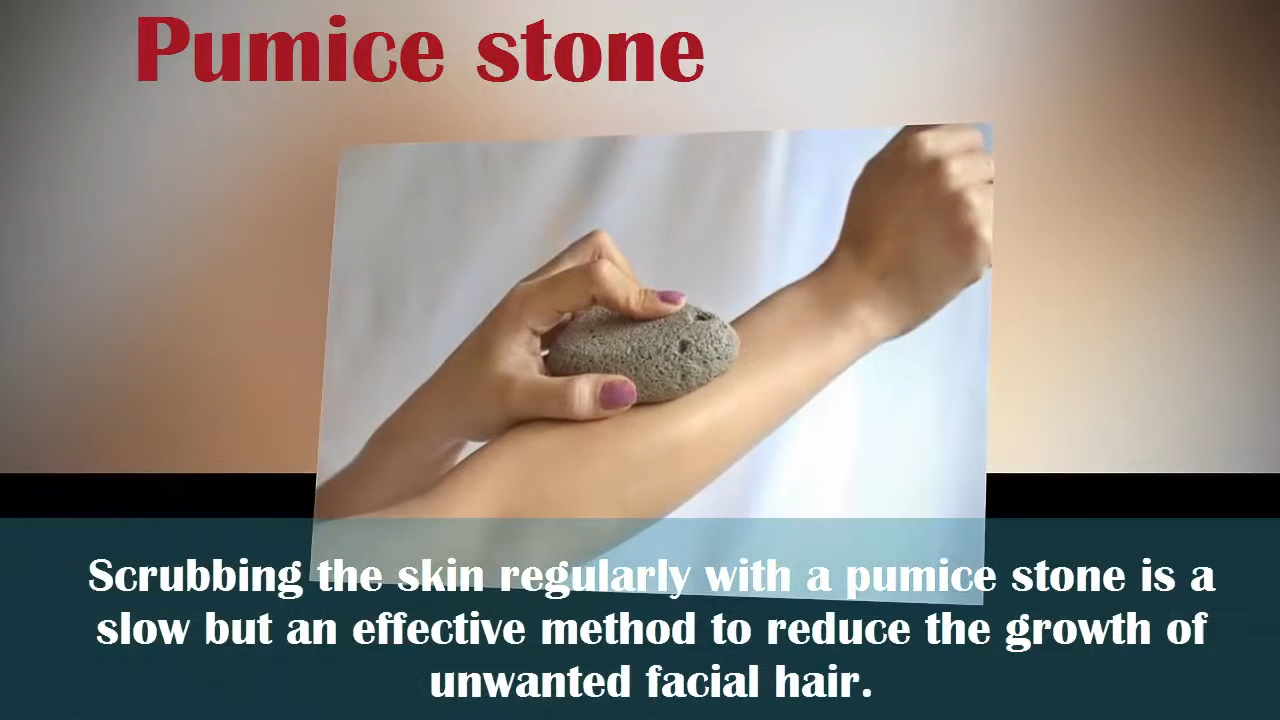 Pumice stone
Scrubbing the skin regularly with a pumice stone is a
slow but an effective method to reduce the growth of
unwanted facial hair.